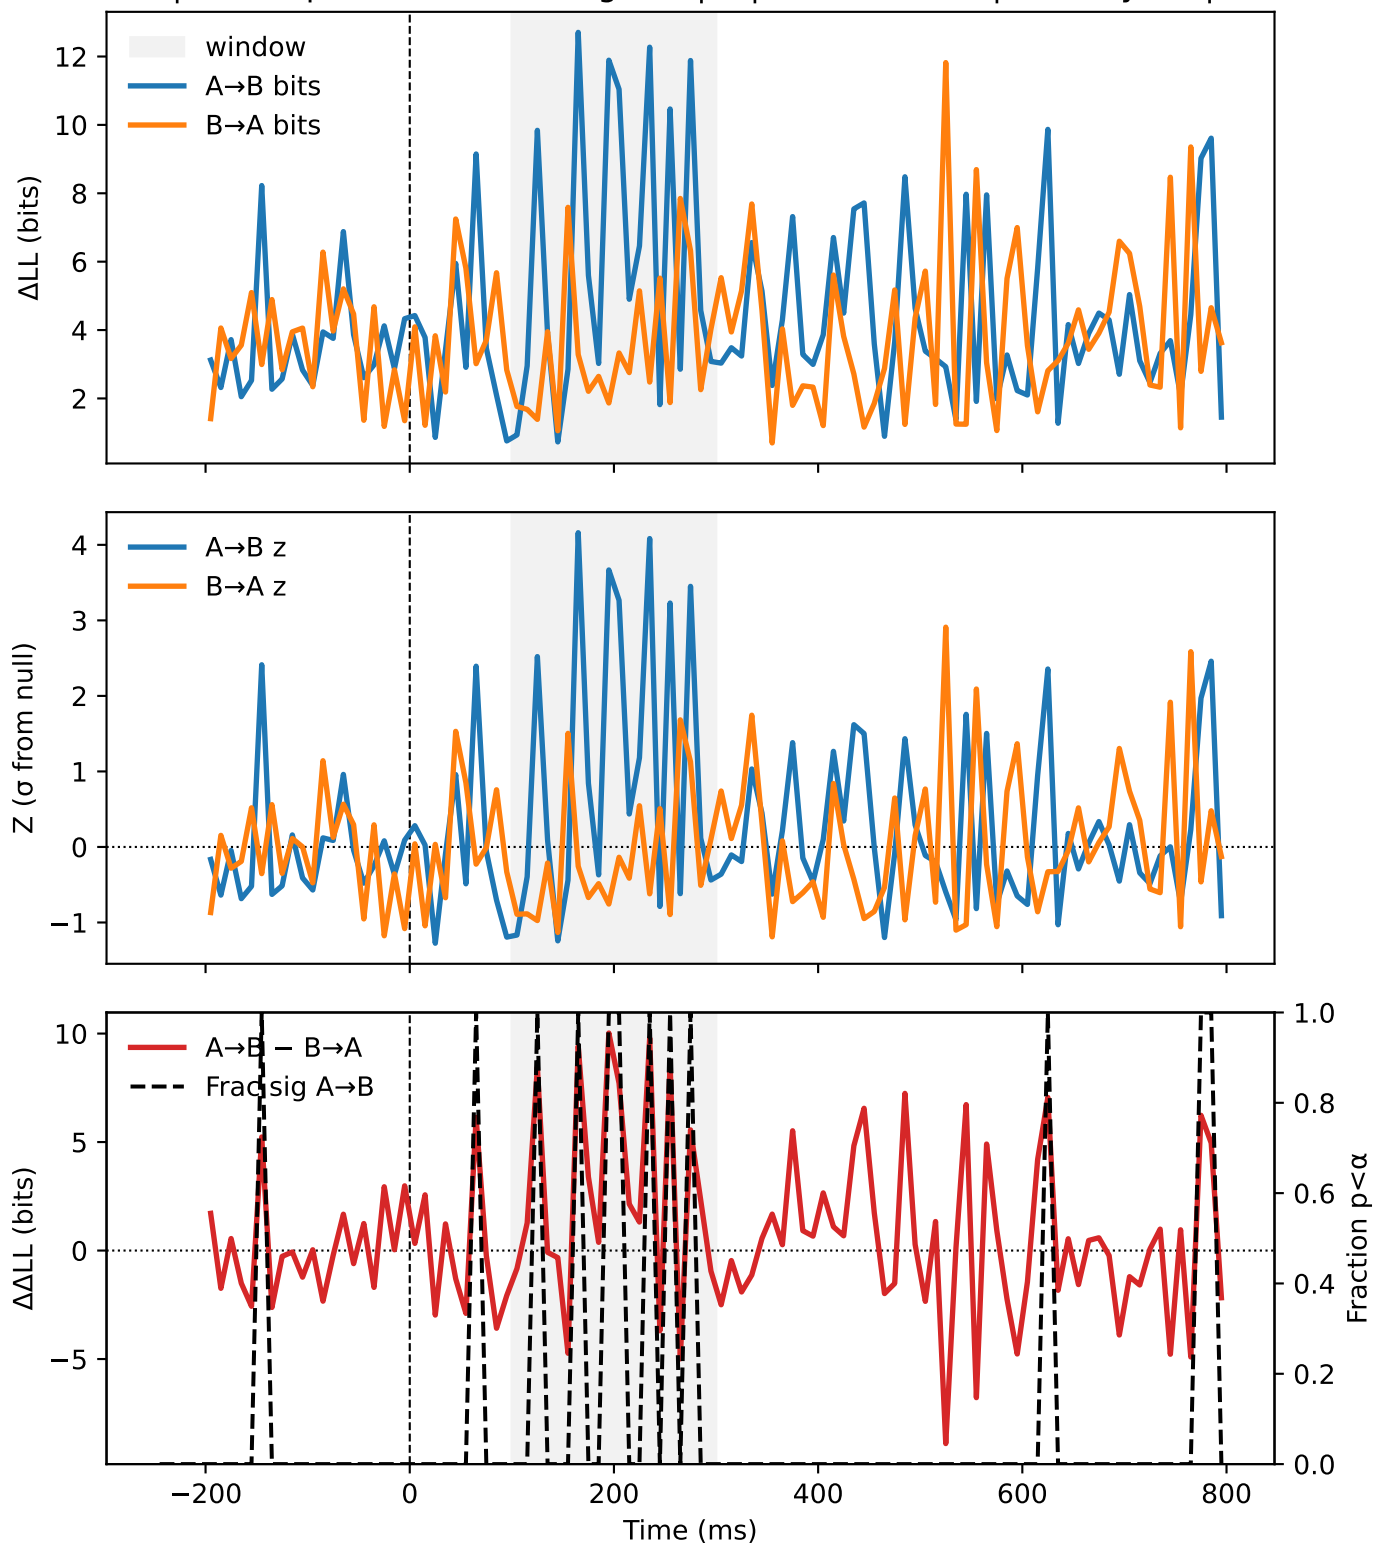 window
A→B bits
B→A bits
ΔLL (bits)
12
10
8
6
4
2
A→B z
B→A z
Z (σ from null)
4
3
2
1
0
−1
A→B − B→A
Frac sig A→B
ΔΔLL (bits)
10
5
0
−5
1.0
0.8
0.6
0.4
0.2
0.0
Fraction p<α
−200
0
200
400
600
800
Time (ms)